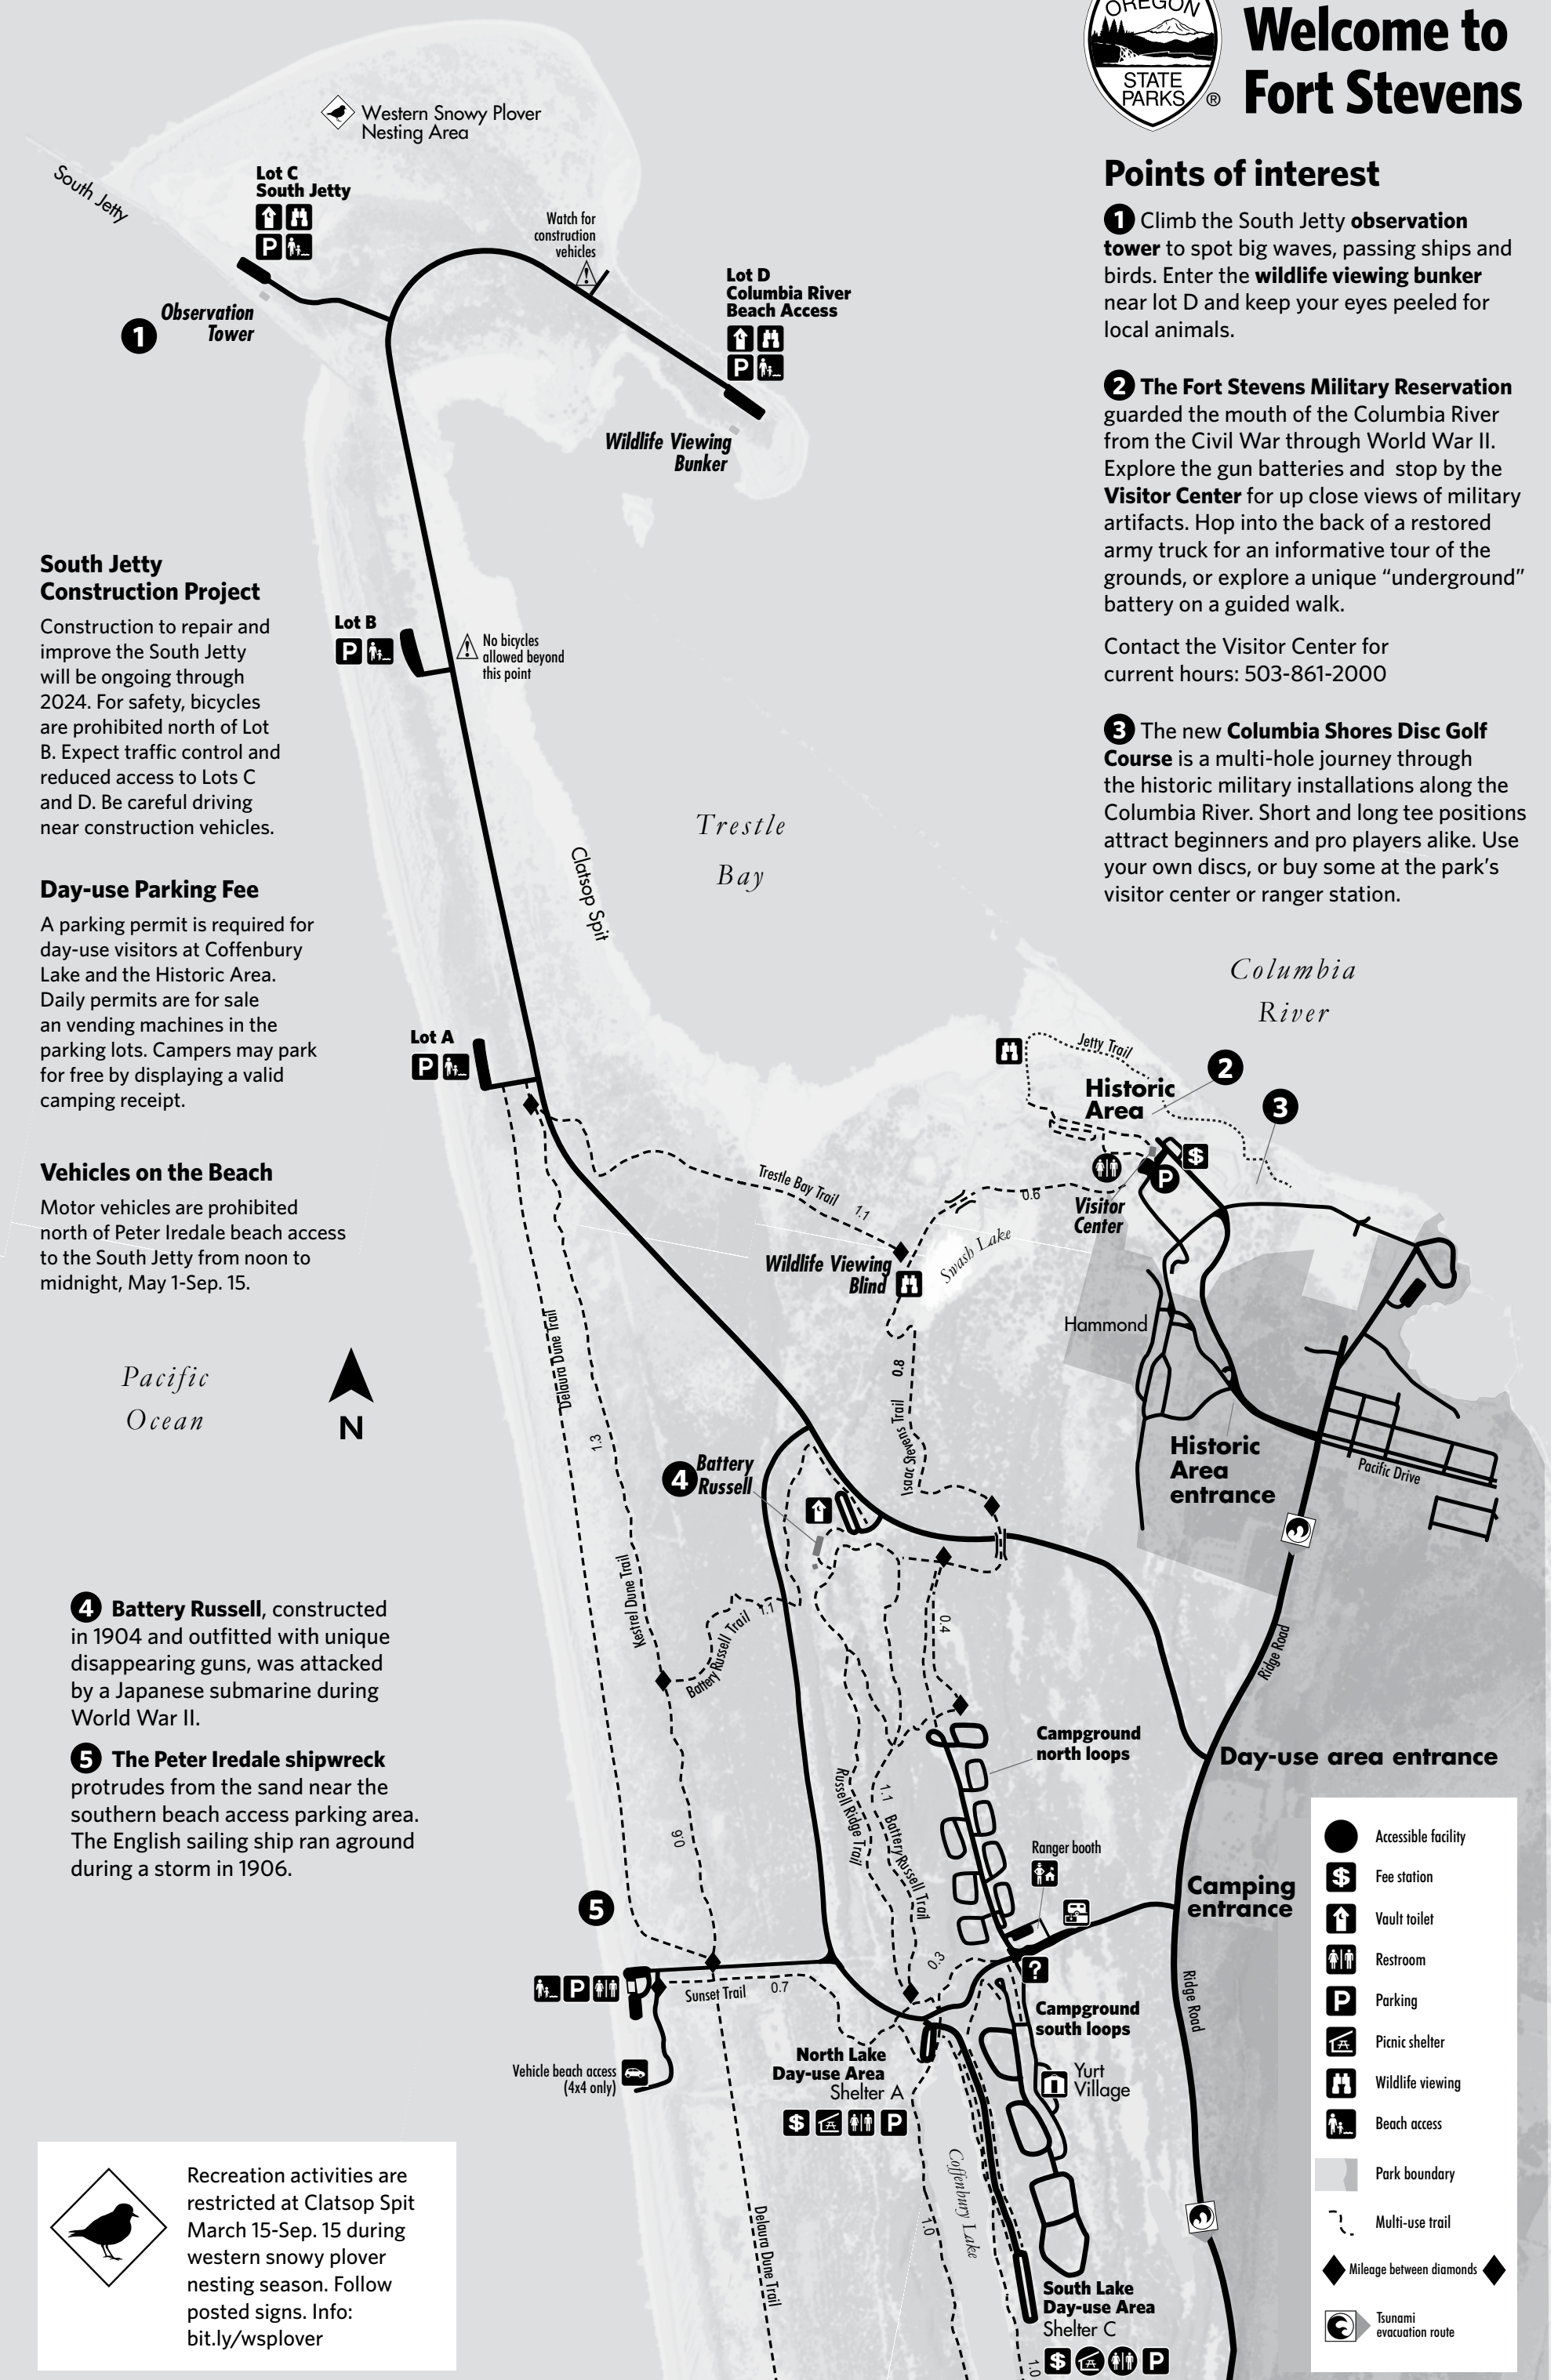 OREGON
STATE
PARKS
®
Welcome to
Fort Stevens
Western Snowy Plover
Nesting Area
South Jetty
Lot C
South Jetty
P
Watch for
construction
vehicles
Lot D
Columbia River
Beach Access
P
1
Observation
Tower
Wildlife Viewing
Bunker
Points of interest
1 Climb the South Jetty observation
tower to spot big waves, passing ships and
birds. Enter the wildlife viewing bunker
near lot D and keep your eyes peeled for
local animals.
2 The Fort Stevens Military Reservation
guarded the mouth of the Columbia River
from the Civil War through World War II.
Explore the gun batteries and stop by the
Visitor Center for up close views of military
artifacts. Hop into the back of a restored
army truck for an informative tour of the
grounds, or explore a unique “underground”
battery on a guided walk.
Contact the Visitor Center for
current hours: 503-861-2000
3 The new Columbia Shores Disc Golf
Course is a multi-hole journey through
the historic military installations along the
Columbia River. Short and long tee positions
attract beginners and pro players alike. Use
your own discs, or buy some at the park’s
visitor center or ranger station.
South Jetty
Construction Project
Construction to repair and
improve the South Jetty
will be ongoing through
2024. For safety, bicycles
are prohibited north of Lot
B. Expect traffic control and
reduced access to Lots C
and D. Be careful driving
near construction vehicles.
Lot B
P
No bicycles
allowed beyond
this point
Day-use Parking Fee
A parking permit is required for
day-use visitors at Coffenbury
Lake and the Historic Area.
Daily permits are for sale
an vending machines in the
parking lots. Campers may park
for free by displaying a valid
camping receipt.
Vehicles on the Beach
Motor vehicles are prohibited
north of Peter Iredale beach access
to the South Jetty from noon to
midnight, May 1-Sep. 15.
Clatsop Spit
Trestle
Bay
Columbia
River
Pacific
Ocean
N
Lot A
P
Jetty Trail
Historic
Area
2
3
$
P
Visitor
Center
0.6
Trestle Bay Trail
1.1
Wildlife Viewing
Blind
Swash Lake
Hammond
Delaura Dune Trail
1.3
0.8
Isaac Stevens Trail
Historic
Area
entrance
Pacific Drive
4
Battery
Russell
Kestrel Dune Trail
Battery Russell Trail
1.1
0.4
Ridge Road
4 Battery Russell, constructed
in 1904 and outfitted with unique
disappearing guns, was attacked
by a Japanese submarine during
World War II.
5 The Peter Iredale shipwreck
protrudes from the sand near the
southern beach access parking area.
The English sailing ship ran aground
during a storm in 1906.
Campground
north loops
Day-use area entrance
Russell Ridge Trail
1.1
Battery Russell Trail
0.6
Ranger booth
Camping
entrance
5
P
Sunset Trail
0.7
0.3
?
Ridge Road
Campground
south loops
Vehicle beach access
(4x4 only)
North Lake
Day-use Area
Shelter A
$
P
Yurt
Village
Coffenbury Lake
1.0
Delaura Dune Trail
South Lake
Day-use Area
Shelter C
1.0
$
P
Accessible facility
$
Fee station
Vault toilet
Restroom
P
Parking
Picnic shelter
Wildlife viewing
Beach access
Park boundary
Multi-use trail
Mileage between diamonds
Tsunami
evacuation route
Recreation activities are
restricted at Clatsop Spit
March 15-Sep. 15 during
western snowy plover
nesting season. Follow
posted signs. Info:
bit.ly/wsplover